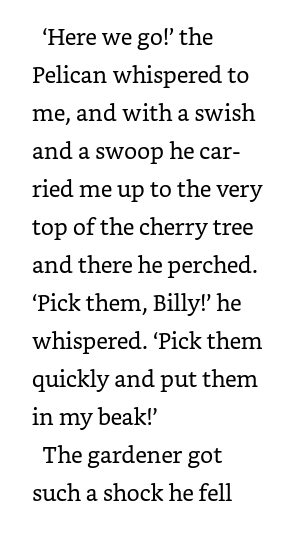 ‘Here we go!’ the
Pelican whispered to
me, and with a swish
and a swoop he car-
ried me up to the very
top of the cherry tree
and there he perched.
‘Pick them, Billy!’ he
whispered. ‘Pick them
quickly and put them
in my beak!’
The gardener got
such a shock he fell